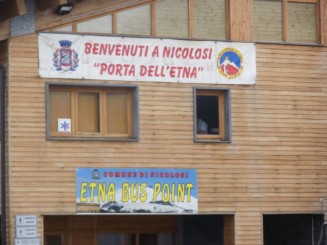 BENVENUTI A NICOLOSI
"PORTA DELL'ETNA"
COMUNE DI NICOLOSI
ETNA BUS POINT